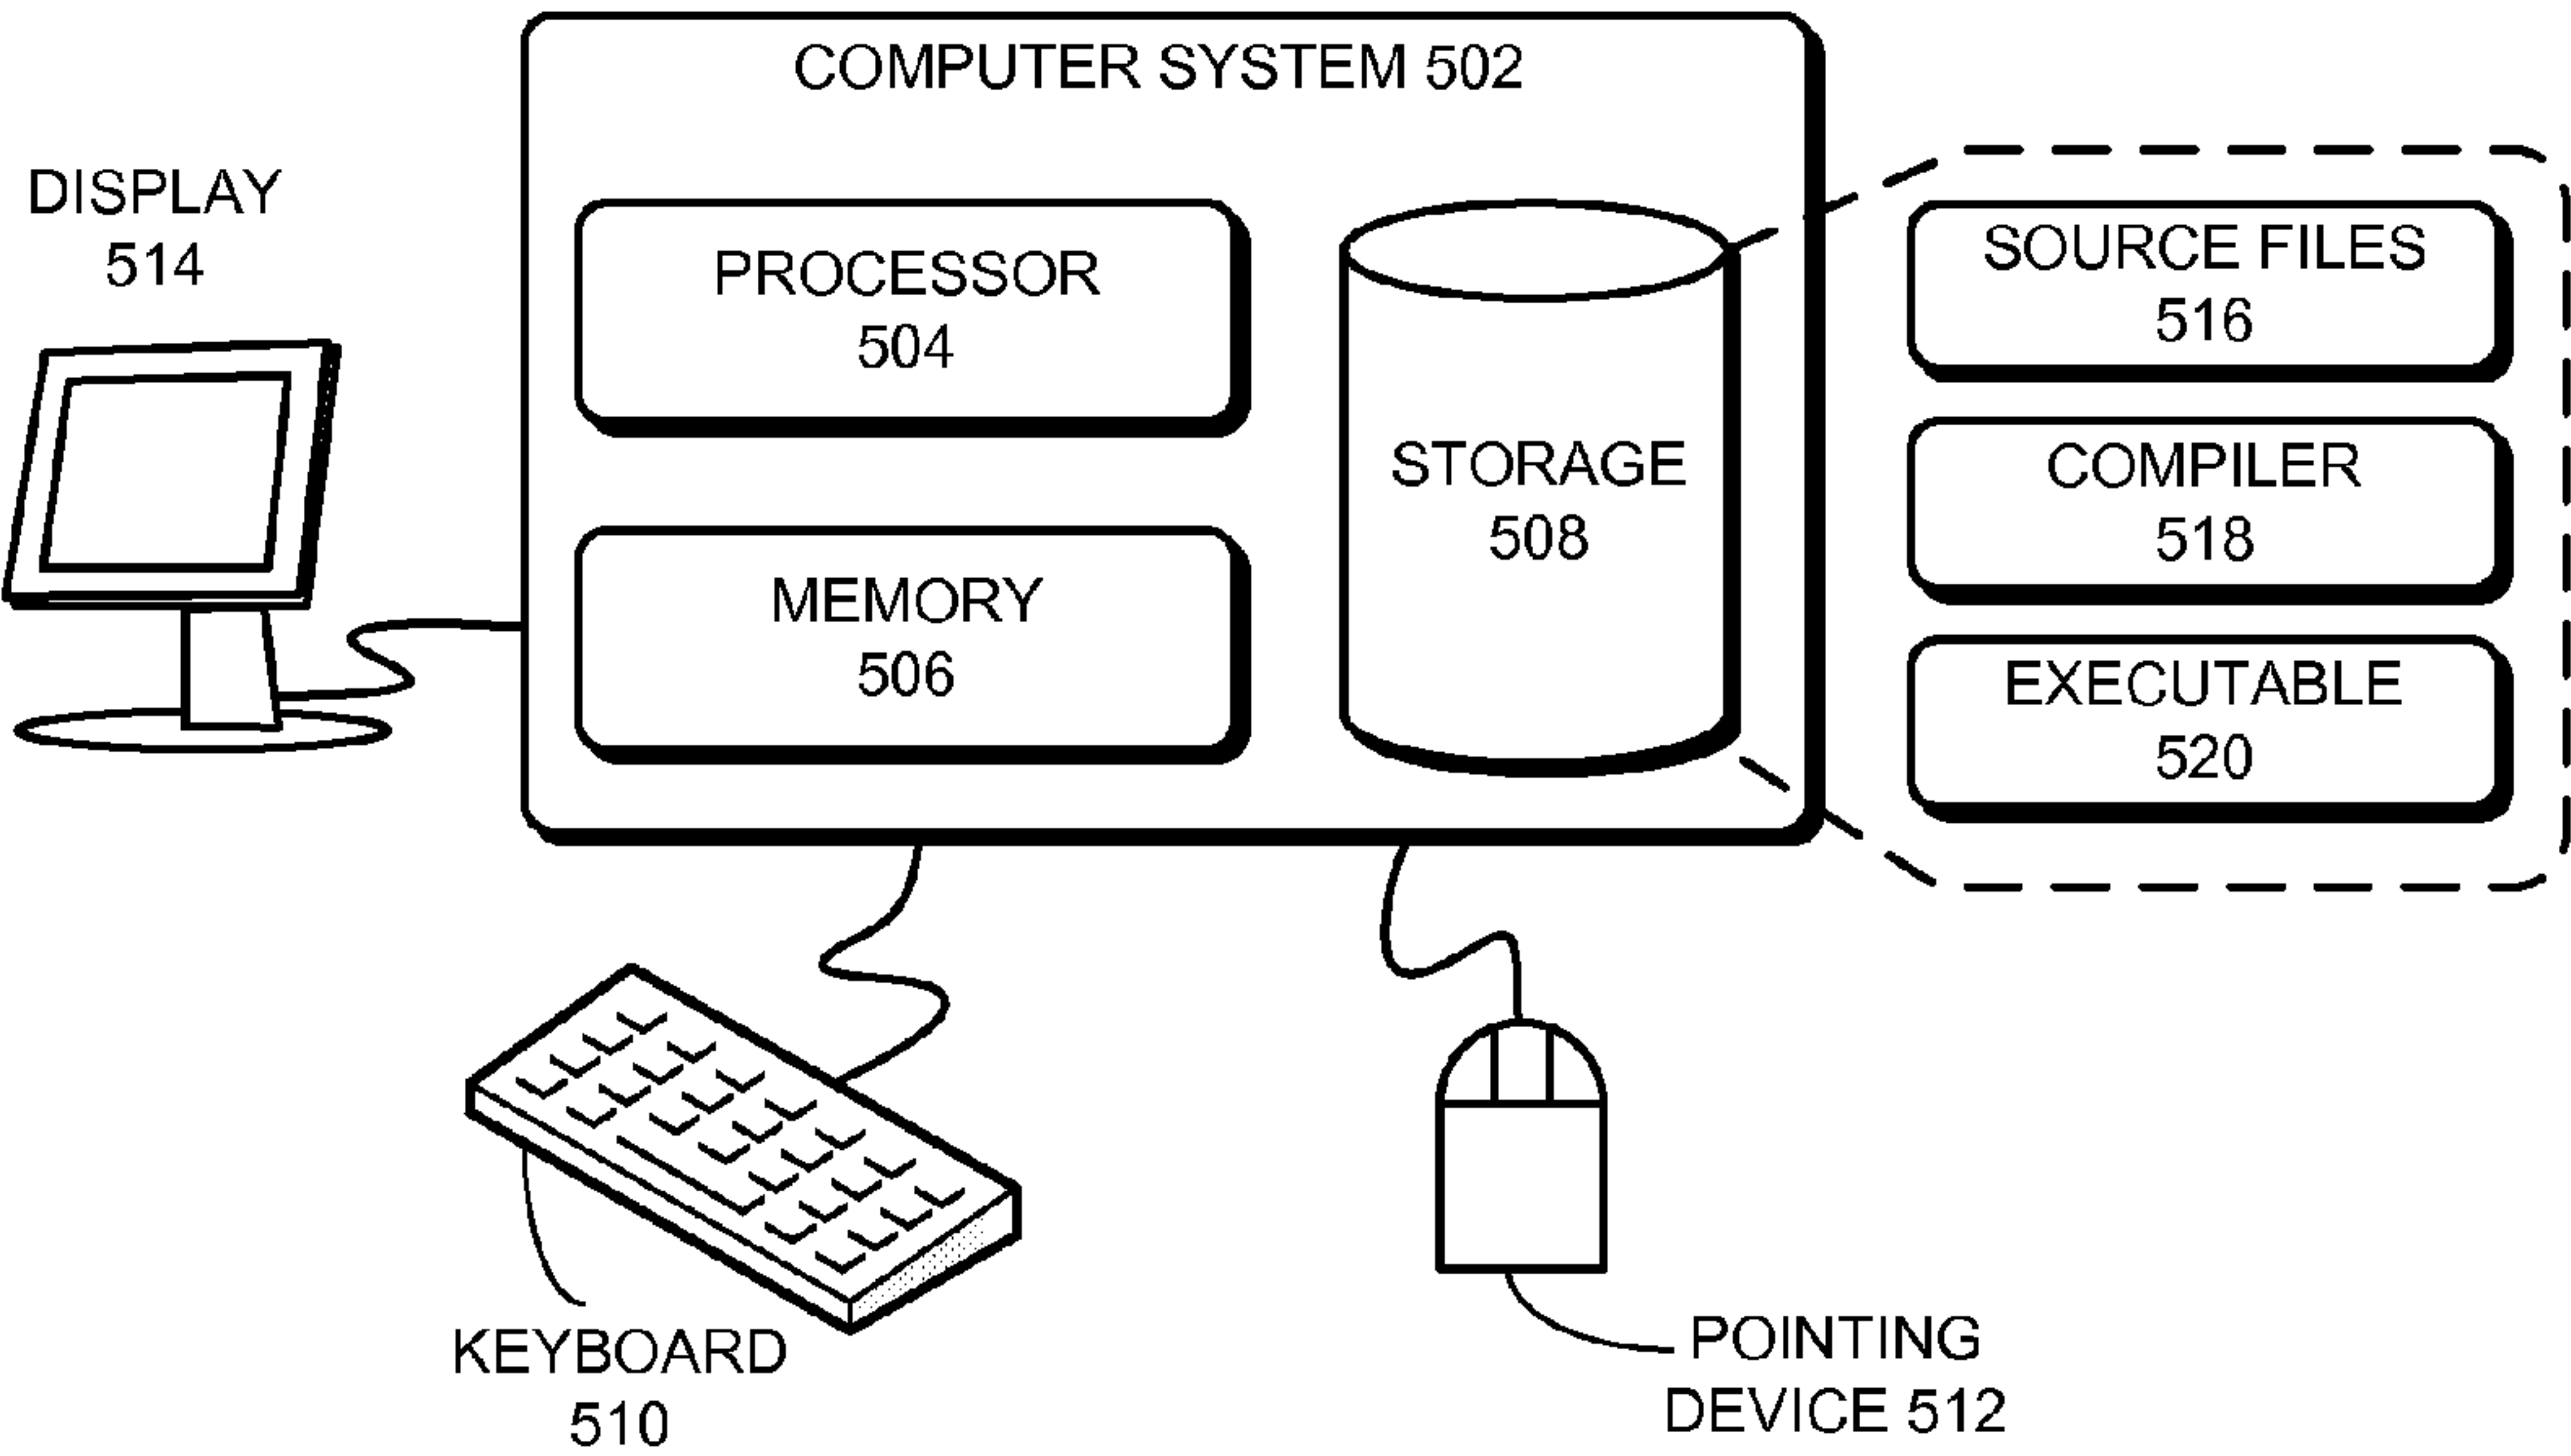 COMPUTER SYSTEM 502
DISPLAY
514
PROCESSOR
504
MEMORY
506
STORAGE
508
SOURCE FILES
516
COMPILER
518
EXECUTABLE
520
KEYBOARD
510
POINTING
DEVICE 512